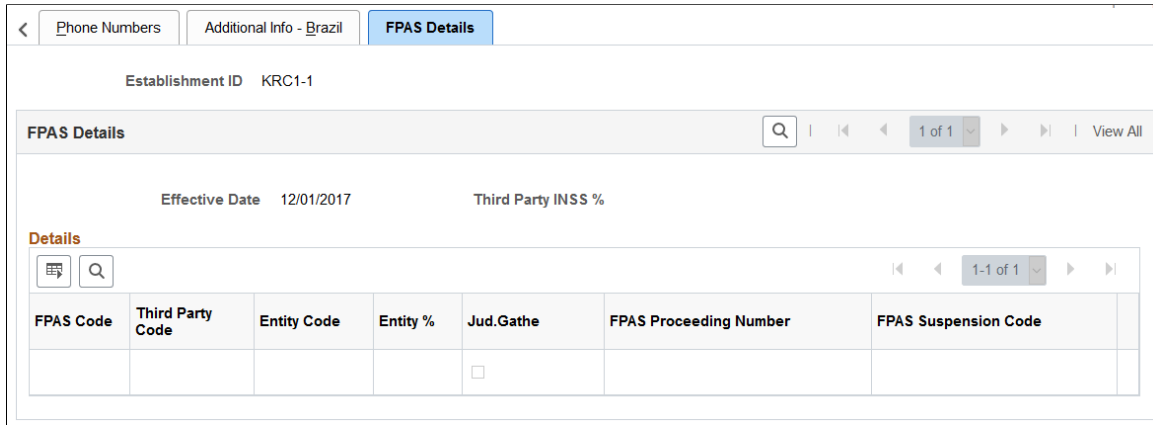 Phone Numbers Additional Info - Brazil FPAS Details
Establishment ID KRC1-1
FPAS Details 1 of 1 View All
Effective Date 12/01/2017 Third Party INSS %
Details
1-1 of 1
FPAS Code Third Party Code Entity Code Entity % Jud.Gathe FPAS Proceeding Number FPAS Suspension Code